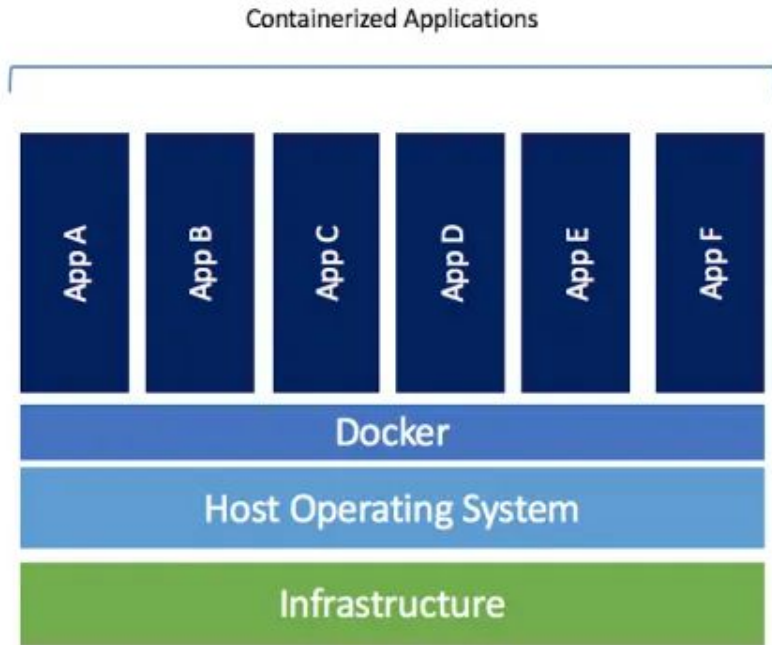 Containerized Applications
App A
App B
App C
App D
App E
App F
Docker
Host Operating System
Infrastructure